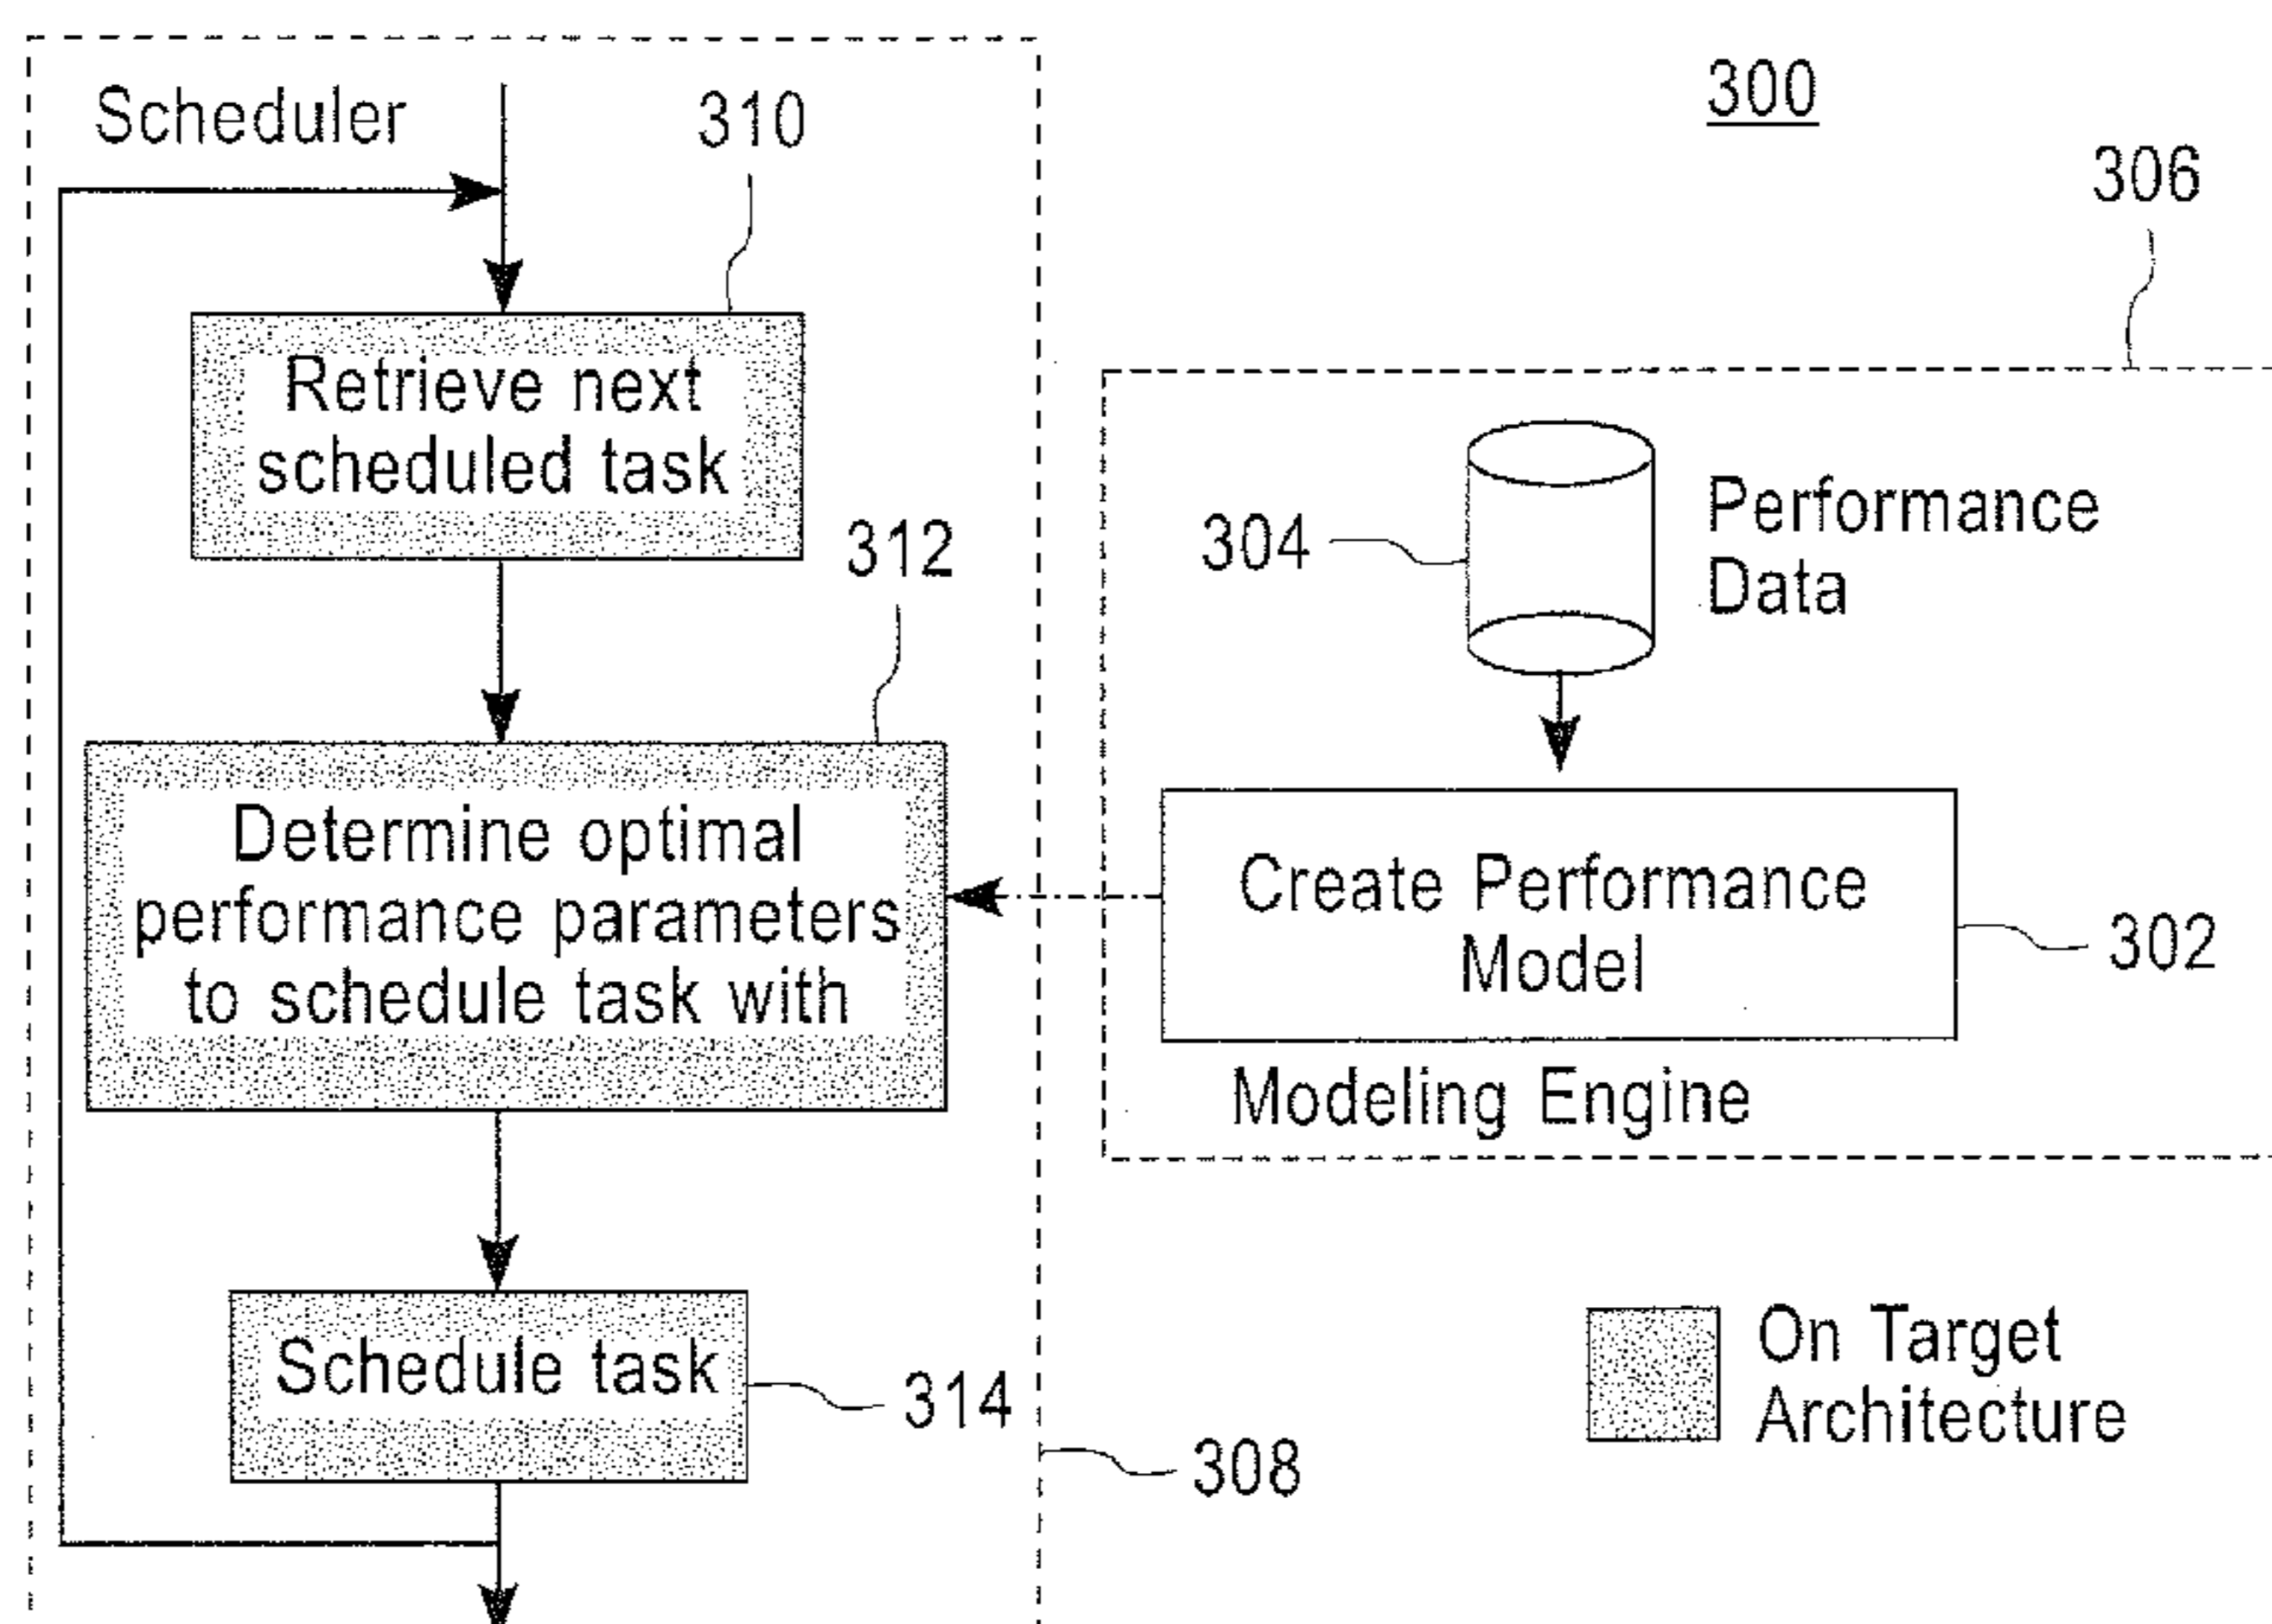 300
Scheduler
310
306
Retrieve next
scheduled task
312
304
Performance
Data
Determine optimal
performance parameters
to schedule task with
Create Performance
Model
302
Modeling Engine
Schedule task
314
308
On Target
Architecture